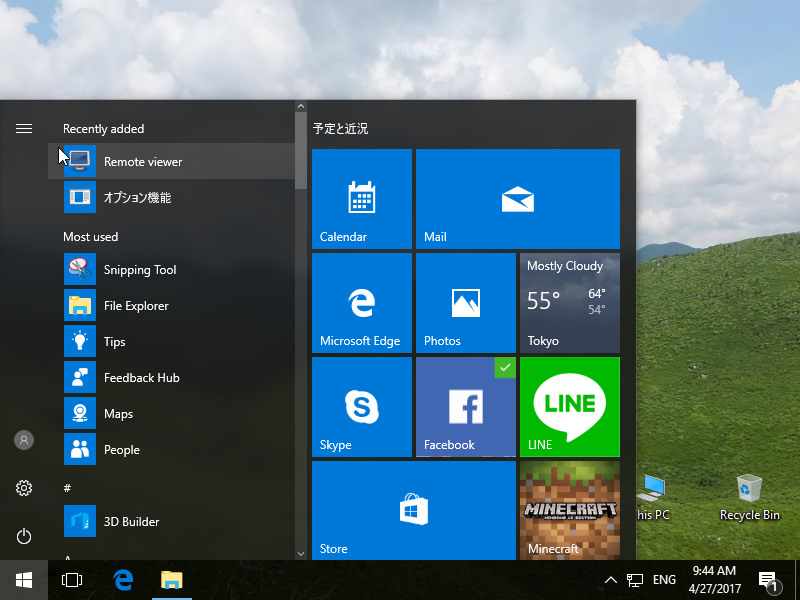 Recently added
Remote viewer
オプション機能
Most used
Snipping Tool
File Explorer
Tips
Feedback Hub
Maps
People
#
3D Builder
A
予定と近況
Calendar
Mail
Microsoft Edge
Photos
Mostly Cloudy
55°
64°
54°
Tokyo
Skype
Facebook
LINE
LINE
Store
MINECRAFT
WINDOWS 10 EDITION
Minecraft
his PC
Recycle Bin
ENG
9:44 AM
4/27/2017
1